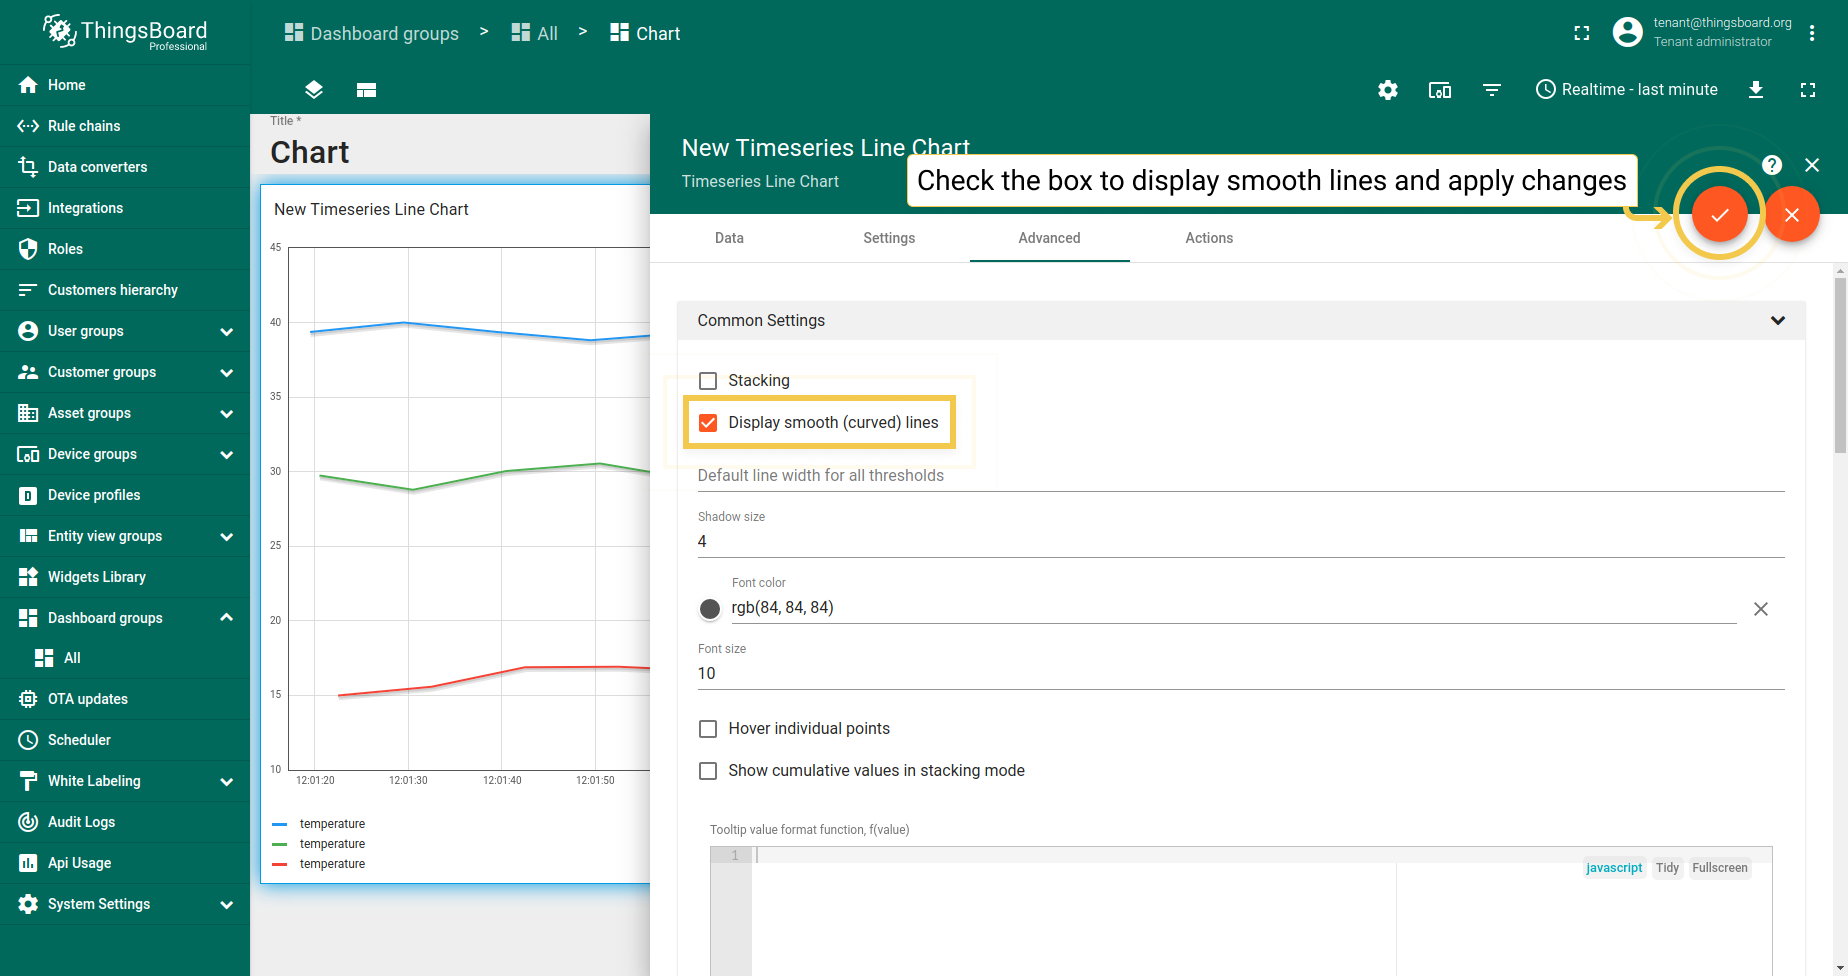 ThingsBoard
Professional
Dashboard groups > All > Chart
tenant@thingsboard.org
Tenant administrator
Realtime - last minute
Home
Rule chains
Data converters
Integrations
Roles
Customers hierarchy
User groups
Customer groups
Asset groups
Device groups
Device profiles
Entity view groups
Widgets Library
Dashboard groups
All
OTA updates
Scheduler
White Labeling
Audit Logs
Api Usage
System Settings
Title *
Chart
New Timeseries Line Chart
45
40
35
30
25
20
15
10
12:01:20 12:01:30 12:01:40 12:01:50
temperature
temperature
temperature
New Timeseries Line Chart
Timeseries Line Chart
Check the box to display smooth lines and apply changes
?
Data Settings Advanced Actions
Common Settings
Stacking
Display smooth (curved) lines
Default line width for all thresholds
Shadow size
4
Font color
rgb(84, 84, 84)
Font size
10
Hover individual points
Show cumulative values in stacking mode
Tooltip value format function, f(value)
1
javascript Tidy Fullscreen